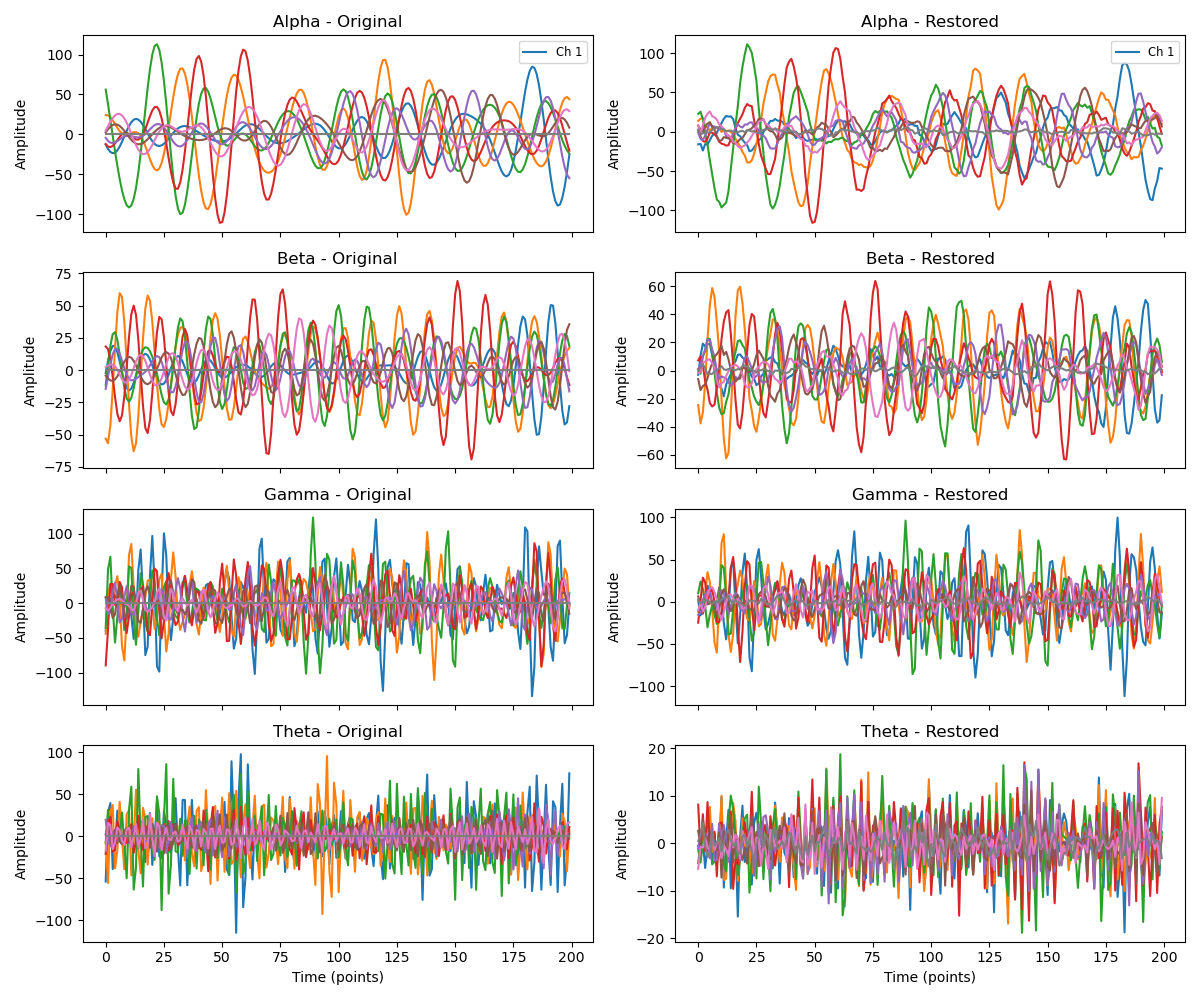 Alpha - Original
Alpha - Restored
Amplitude
100
50
0
−50
−100
Ch 1
Amplitude
100
50
0
−50
−100
Ch 1
Beta - Original
Beta - Restored
Amplitude
75
50
25
0
−25
−50
−75
Amplitude
60
40
20
0
−20
−40
−60
Gamma - Original
Gamma - Restored
Amplitude
100
50
0
−50
−100
Amplitude
100
50
0
−50
−100
Theta - Original
Theta - Restored
Amplitude
100
50
0
−50
−100
Amplitude
20
10
0
−10
−20
0 25 50 75 100 125 150 175 200
0 25 50 75 100 125 150 175 200
Time (points)
Time (points)